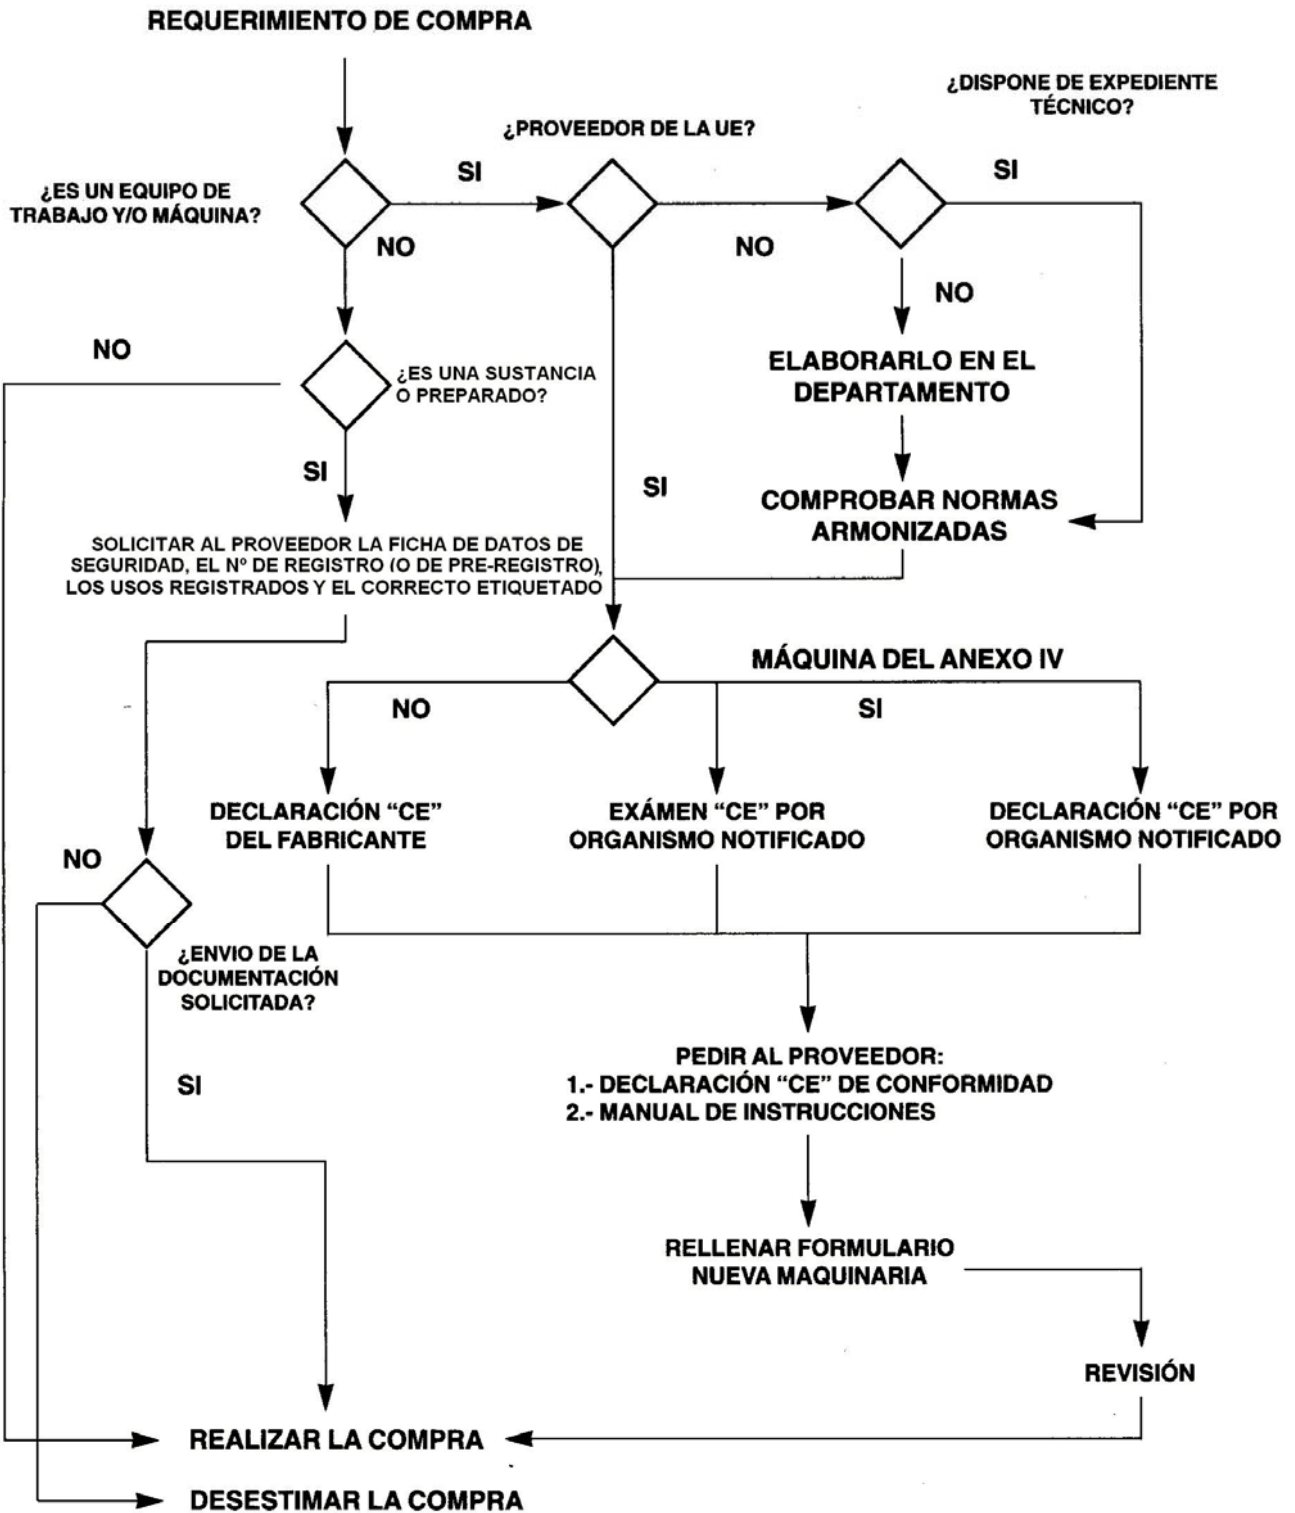 REQUERIMIENTO DE COMPRA
¿DISPONE DE EXPEDIENTE
TÉCNICO?
¿PROVEEDOR DE LA UE?
SI
SI
¿ES UN EQUIPO DE
TRABAJO Y/O MÁQUINA?
NO
NO
NO
NO
ELABORARLO EN EL
DEPARTAMENTO
¿ES UNA SUSTANCIA
O PREPARADO?
SI
SI
COMPROBAR NORMAS
ARMONIZADAS
SOLICITAR AL PROVEEDOR LA FICHA DE DATOS DE
SEGURIDAD, EL Nº DE REGISTRO (O DE PRE-REGISTRO),
LOS USOS REGISTRADOS Y EL CORRECTO ETIQUETADO
MÁQUINA DEL ANEXO IV
NO
SI
DECLARACIÓN “CE”
DEL FABRICANTE
EXÁMEN “CE” POR
ORGANISMO NOTIFICADO
DECLARACIÓN “CE” POR
ORGANISMO NOTIFICADO
NO
¿ENVIO DE LA
DOCUMENTACIÓN
SOLICITADA?
SI
PEDIR AL PROVEEDOR:
1.- DECLARACIÓN “CE” DE CONFORMIDAD
2.- MANUAL DE INSTRUCCIONES
RELLENAR FORMULARIO
NUEVA MAQUINARIA
REVISIÓN
REALIZAR LA COMPRA
DESESTIMAR LA COMPRA